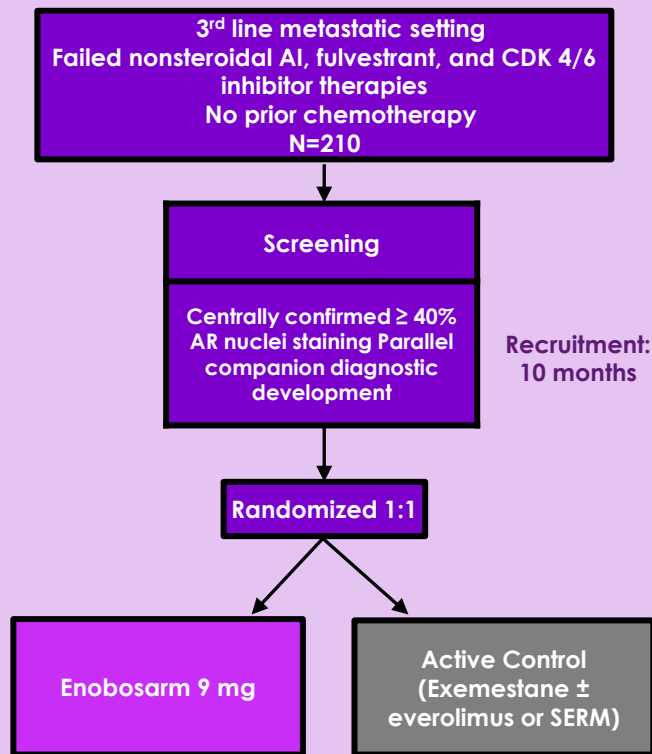 3rd line metastatic setting
Failed nonsteroidal AI, fulvestrant, and CDK 4/6
inhibitor therapies
No prior chemotherapy
N=210
Screening
Centrally confirmed ≥ 40%
AR nuclei staining Parallel
companion diagnostic
development
Recruitment:
10 months
Randomized 1:1
Enobosarm 9 mg
Active Control
(Exemestane ±
everolimus or SERM)